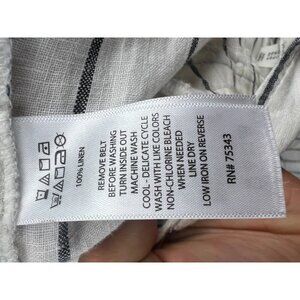 100% LINEN
REMOVE BELT
BEFORE WASHING
TURN INSIDE OUT
MACHINE WASH
COOL - DELICATE CYCLE
WASH WITH LIKE COLORS
NON-CHLORINE BLEACH
WHEN NEEDED
LINE DRY
LOW IRON ON REVERSE
RN# 75343